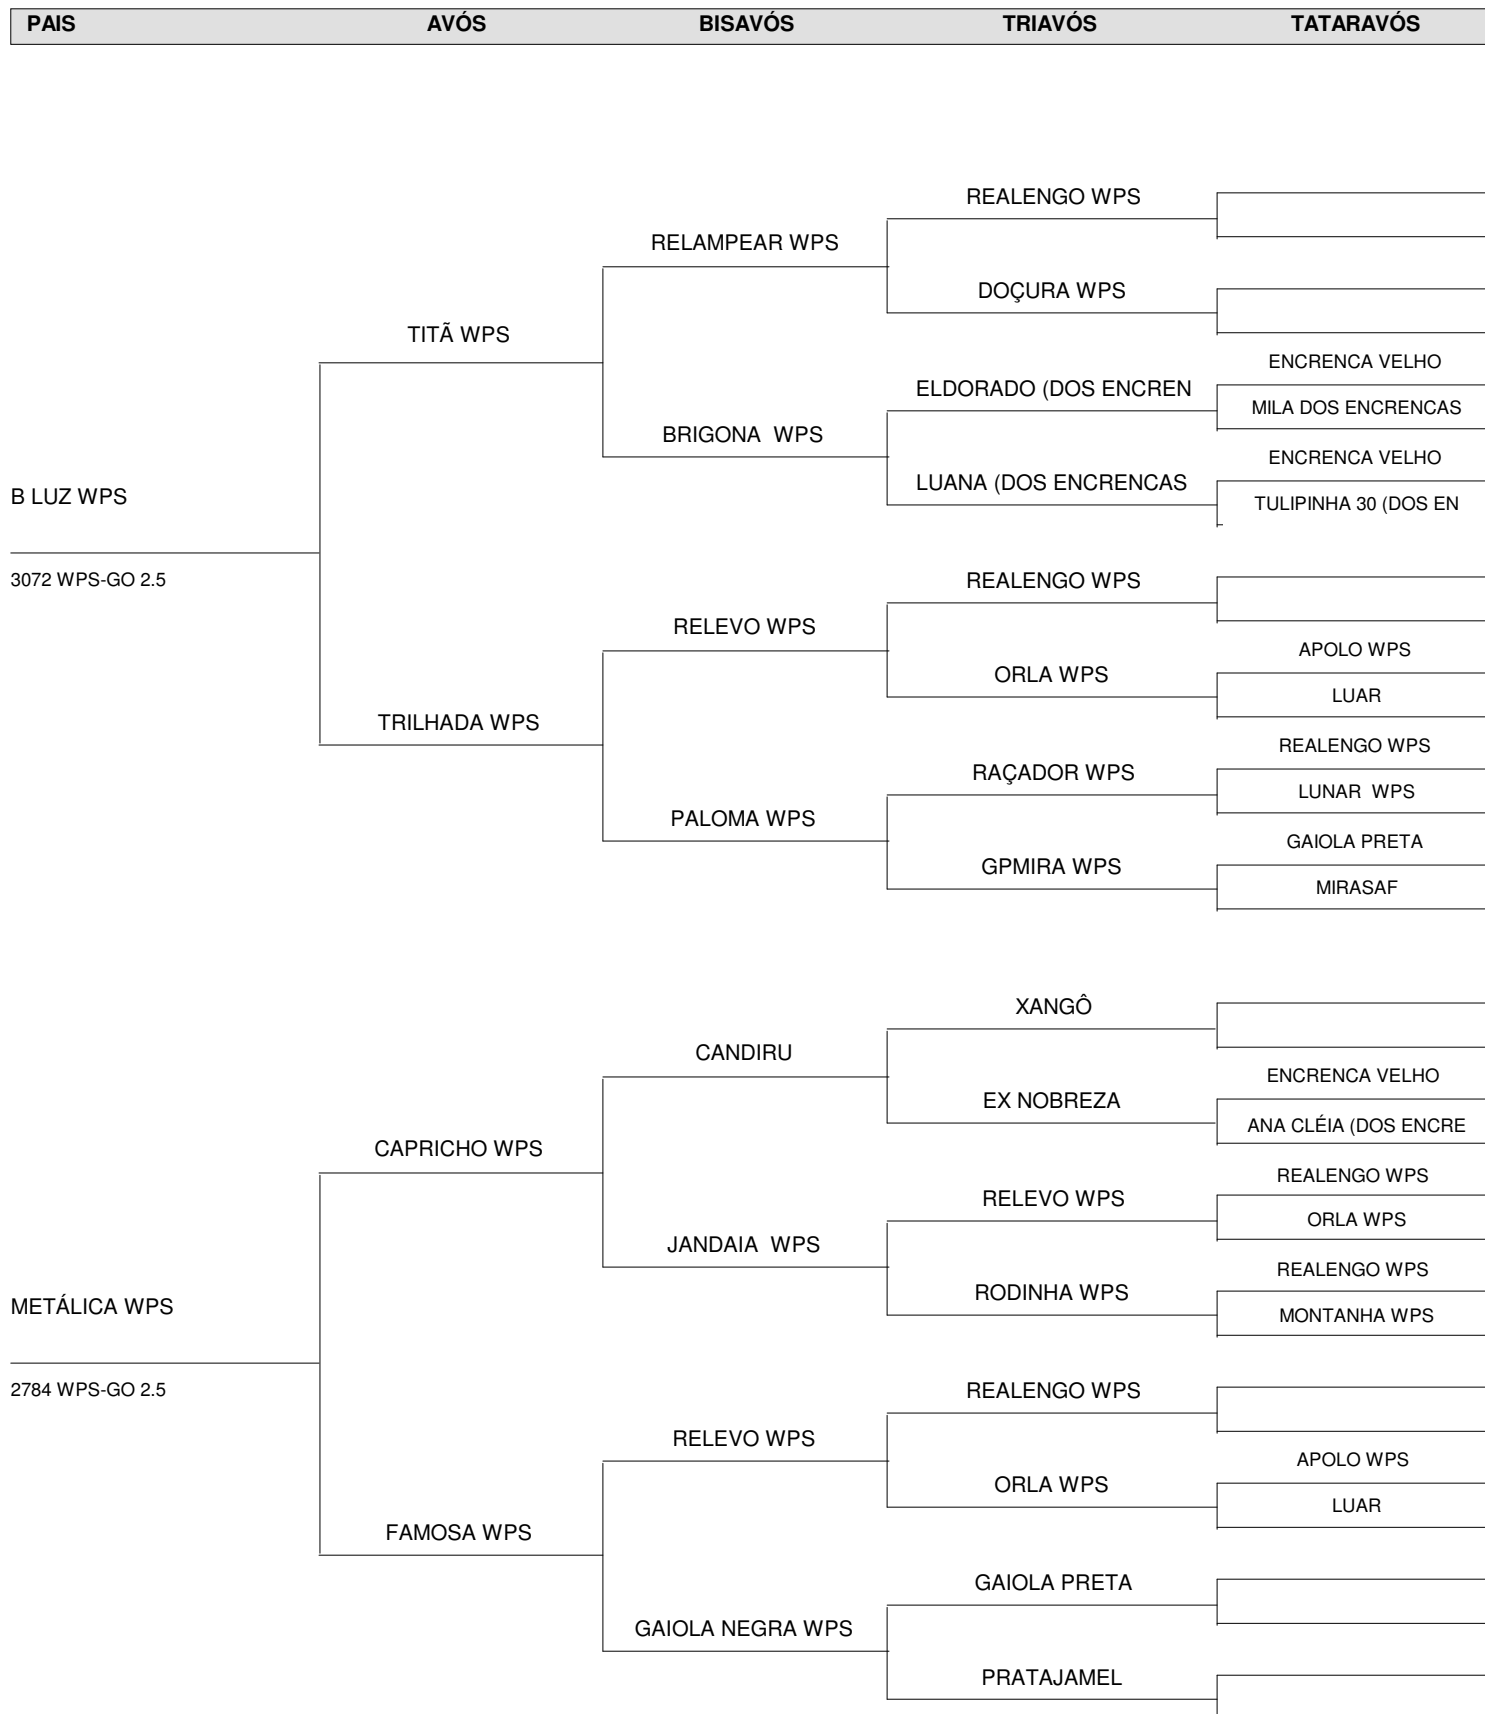 PAIS AVÓS BISAVÓS TRIAVÓS TATARAVÓS
REALENGO WPS
RELAMPEAR WPS
DOÇURA WPS
TITÃ WPS
ENCRENCA VELHO
ELDORADO (DOS ENCREN
MILA DOS ENCRENCAS
BRIGONA  WPS
ENCRENCA VELHO
LUANA (DOS ENCRENCAS
B LUZ WPS
TULIPINHA 30 (DOS EN
3072 WPS-GO 2.5
REALENGO WPS
RELEVO WPS
APOLO WPS
ORLA WPS
LUAR
TRILHADA WPS
REALENGO WPS
RAÇADOR WPS
LUNAR  WPS
PALOMA WPS
GAIOLA PRETA
GPMIRA WPS
MIRASAF
XANGÔ
CANDIRU
ENCRENCA VELHO
EX NOBREZA
ANA CLÉIA (DOS ENCRE
CAPRICHO WPS
REALENGO WPS
RELEVO WPS
ORLA WPS
JANDAIA  WPS
REALENGO WPS
RODINHA WPS
METÁLICA WPS
MONTANHA WPS
2784 WPS-GO 2.5
REALENGO WPS
RELEVO WPS
APOLO WPS
ORLA WPS
LUAR
FAMOSA WPS
GAIOLA PRETA
GAIOLA NEGRA WPS
PRATAJAMEL